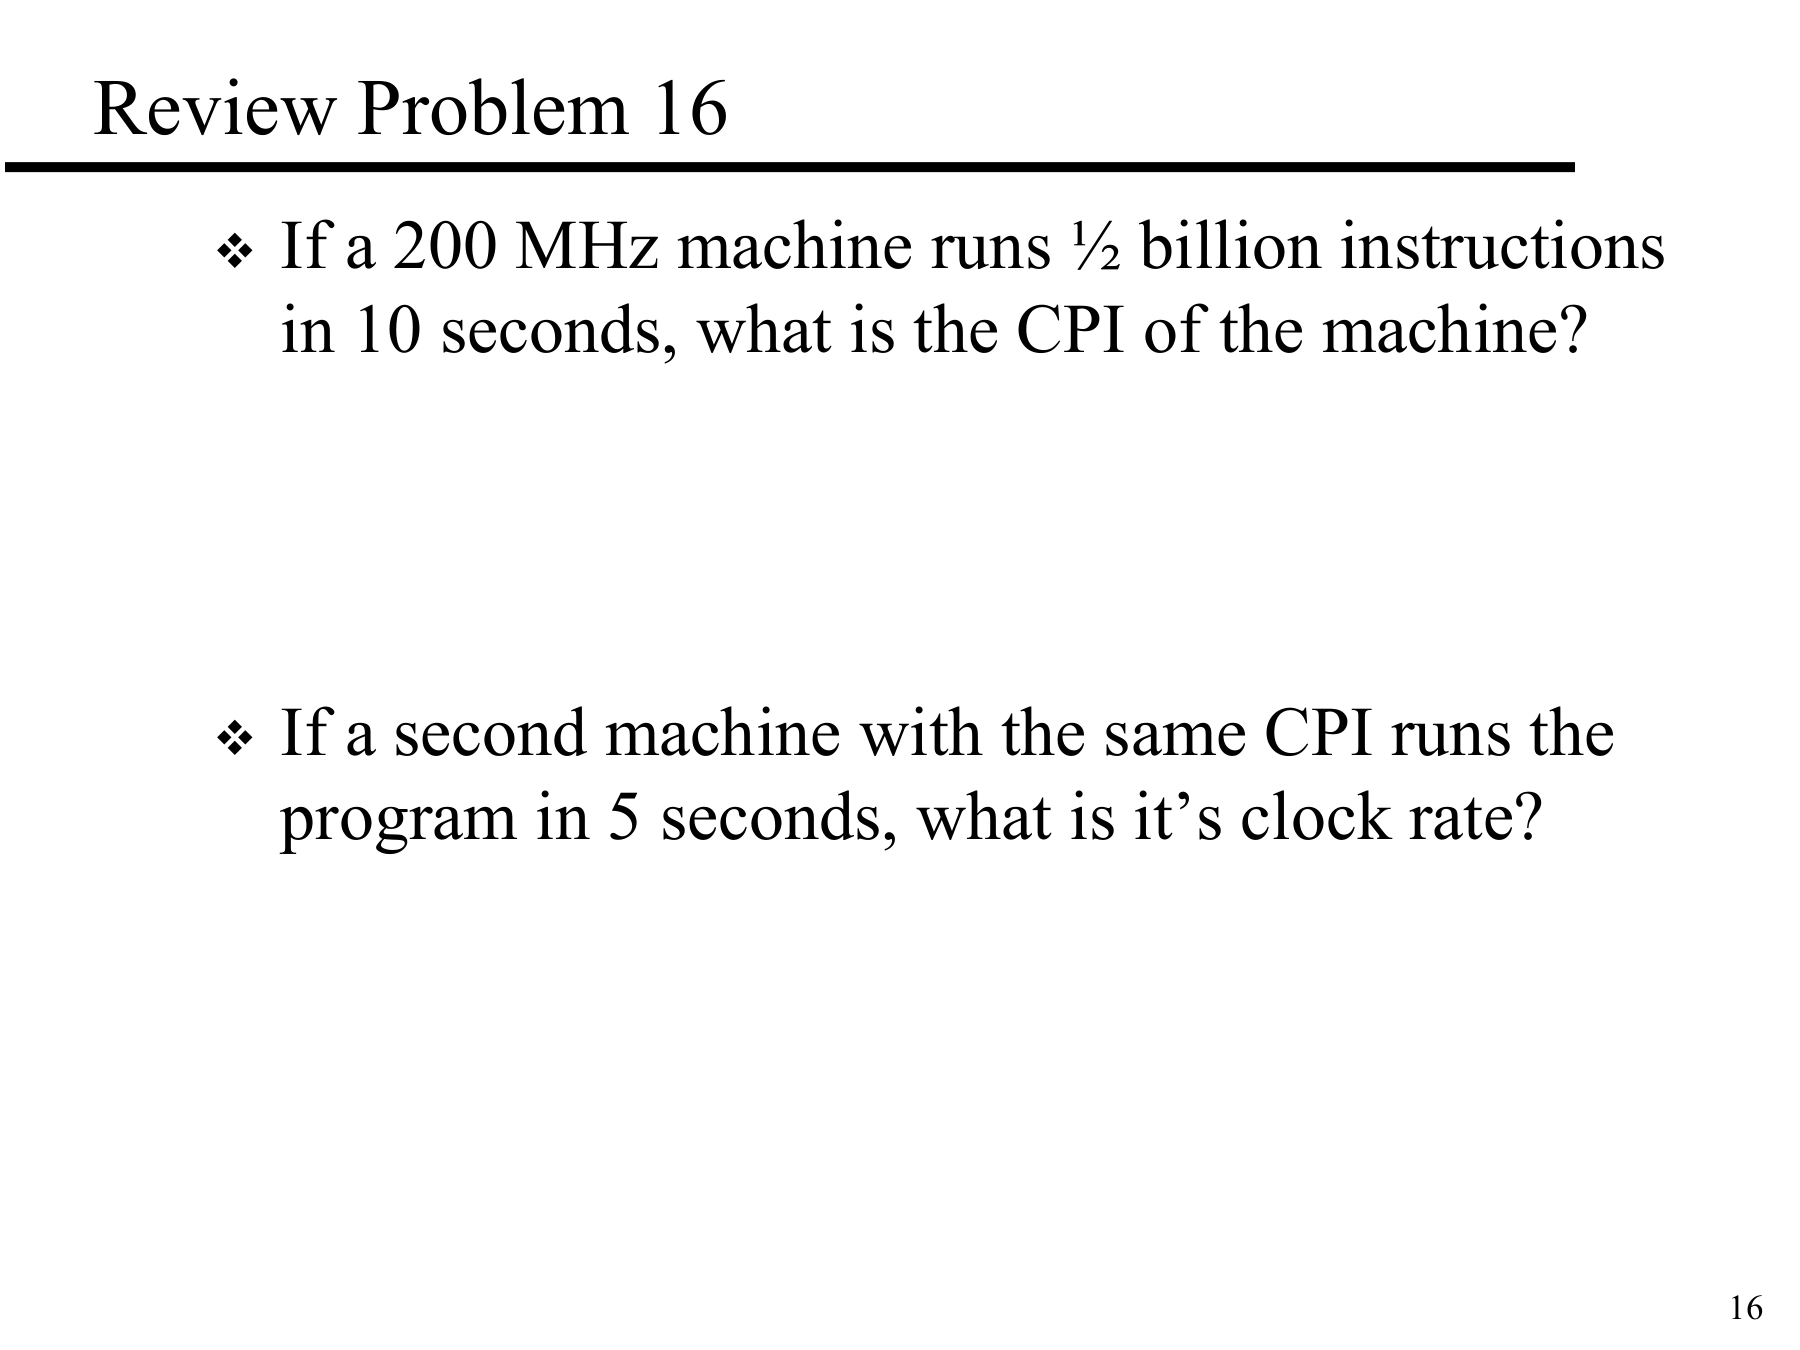 Review Problem 16
❖ If a 200 MHz machine runs ½ billion instructions
in 10 seconds, what is the CPI of the machine?
❖ If a second machine with the same CPI runs the
program in 5 seconds, what is it’s clock rate?
16